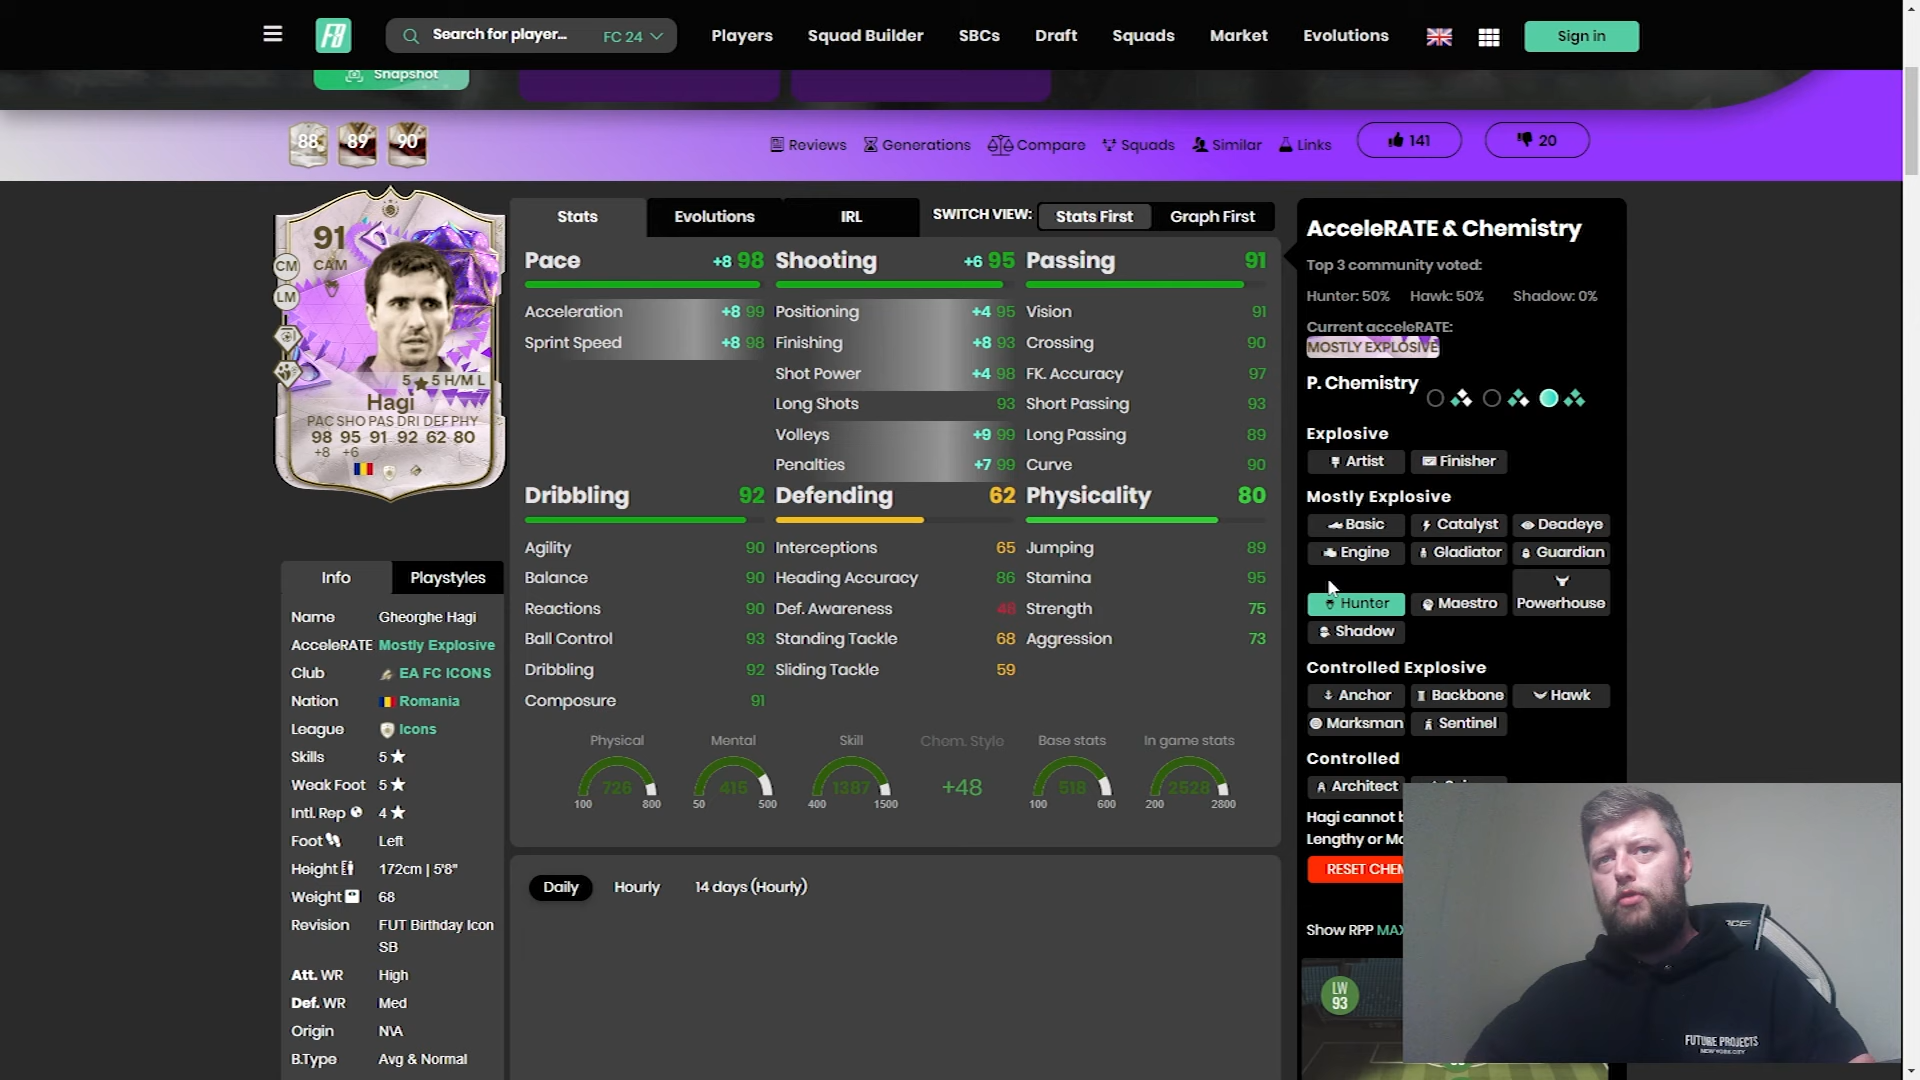 F8
Search for player... FC 24
Players Squad Builder SBCs Draft Squads Market Evolutions Sign in
Snapshot
88 89 90
Reviews Generations Compare Squads Similar Links 141 20
91
CAM
CM
LM
5 ★ 5 H/M L
Hagi
PAC SHO PAS DRI DEF PHY
98 95 91 92 62 80
+8 +6
Stats Evolutions IRL SWITCH VIEW: Stats First Graph First
Pace +8 98
Acceleration +8 99
Sprint Speed +8 98
Shooting +6 95
Positioning +4 95
Finishing +8 93
Shot Power +4 98
Long Shots 93
Volleys +9 99
Penalties +7 99
Passing 91
Vision 91
Crossing 90
FK. Accuracy 97
Short Passing 93
Long Passing 89
Curve 90
Dribbling 92
Agility 90
Balance 90
Reactions 90
Ball Control 93
Dribbling 92
Composure 91
Defending 62
Interceptions 65
Heading Accuracy 86
Def. Awareness 48
Standing Tackle 68
Sliding Tackle 59
Physicality 80
Jumping 89
Stamina 95
Strength 75
Aggression 73
Physical Mental Skill Chem. Style Base stats In game stats
726 415 1387 +48 518 2528
100 800 50 500 400 1500 100 600 200 2800
Daily Hourly 14 days (Hourly)
Info Playstyles
Name Gheorghe Hagi
AcceleRATE Mostly Explosive
Club EA FC ICONS
Nation Romania
League Icons
Skills 5 ★
Weak Foot 5 ★
Intl. Rep 4 ★
Foot Left
Height 172cm | 5'8"
Weight 68
Revision FUT Birthday Icon
SB
Att. WR High
Def. WR Med
Origin N\A
B.Type Avg & Normal
AcceleRATE & Chemistry
Top 3 community voted:
Hunter: 50% Hawk: 50% Shadow: 0%
Current acceleRATE:
MOSTLY EXPLOSIVE
P. Chemistry
Explosive
Artist Finisher
Mostly Explosive
Basic Catalyst Deadeye
Engine Gladiator Guardian
Hunter Maestro Powerhouse
Shadow
Controlled Explosive
Anchor Backbone Hawk
Marksman Sentinel
Controlled
Architect
Hagi cannot
Lengthy or
RESET
Show RPP
LW
93
FUTURE PROJECTS
NEW YORK CITY